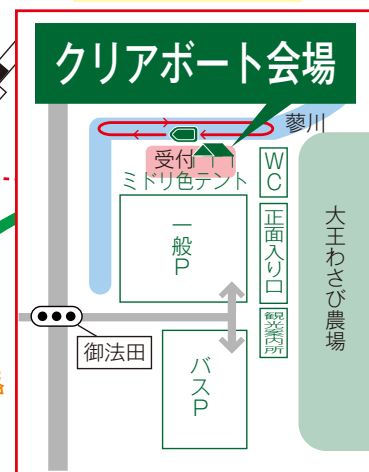 クリアボート会場
蓼川
受付
ミドリ色テント
WC
一般P
正面入り口
大王わさび農場
観光案内所
御法田
バスP